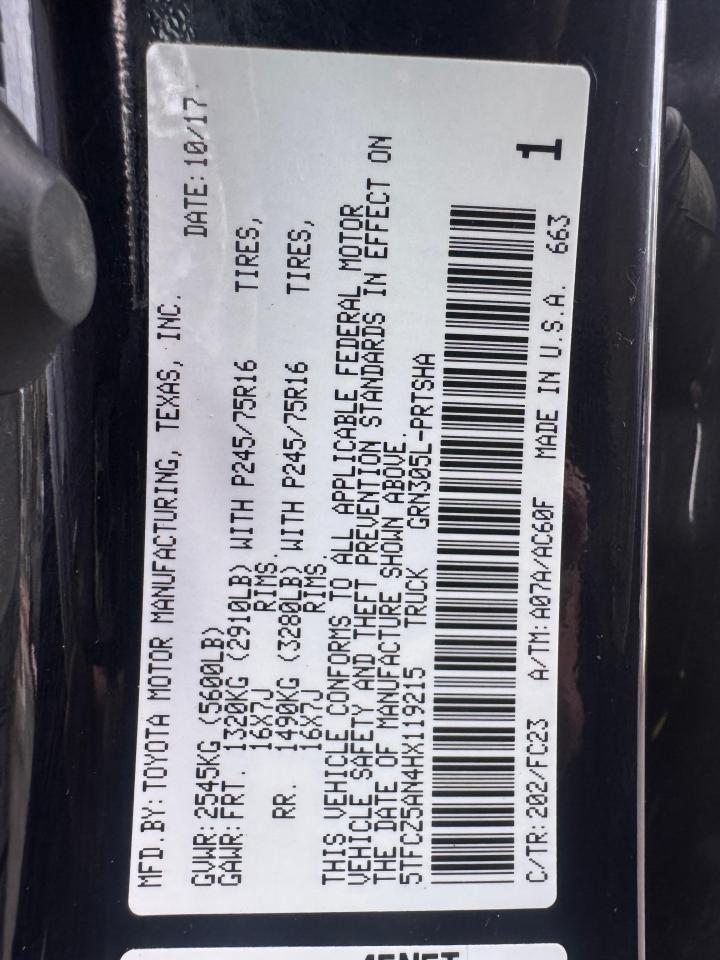 MFD.BY:TOYOTA MOTOR MANUFACTURING, TEXAS, INC. DATE:10/17
GVWR:2545KG (5600LB)
GAWR:FRT. 1320KG (2910LB) WITH P245/75R16 TIRES,
16X7J RIMS.
RR. 1490KG (3280LB) WITH P245/75R16 TIRES,
16X7J RIMS.
THIS VEHICLE CONFORMS TO ALL APPLICABLE FEDERAL MOTOR
VEHICLE SAFETY AND THEFT PREVENTION STANDARDS IN EFFECT ON
THE DATE OF MANUFACTURE SHOWN ABOVE.
5TFCZ5AN4HX119215 TRUCK GRN305L-PRTSHA
1
C/TR:202/FC23 A/TM:A07A/AC60F MADE IN U.S.A. 663